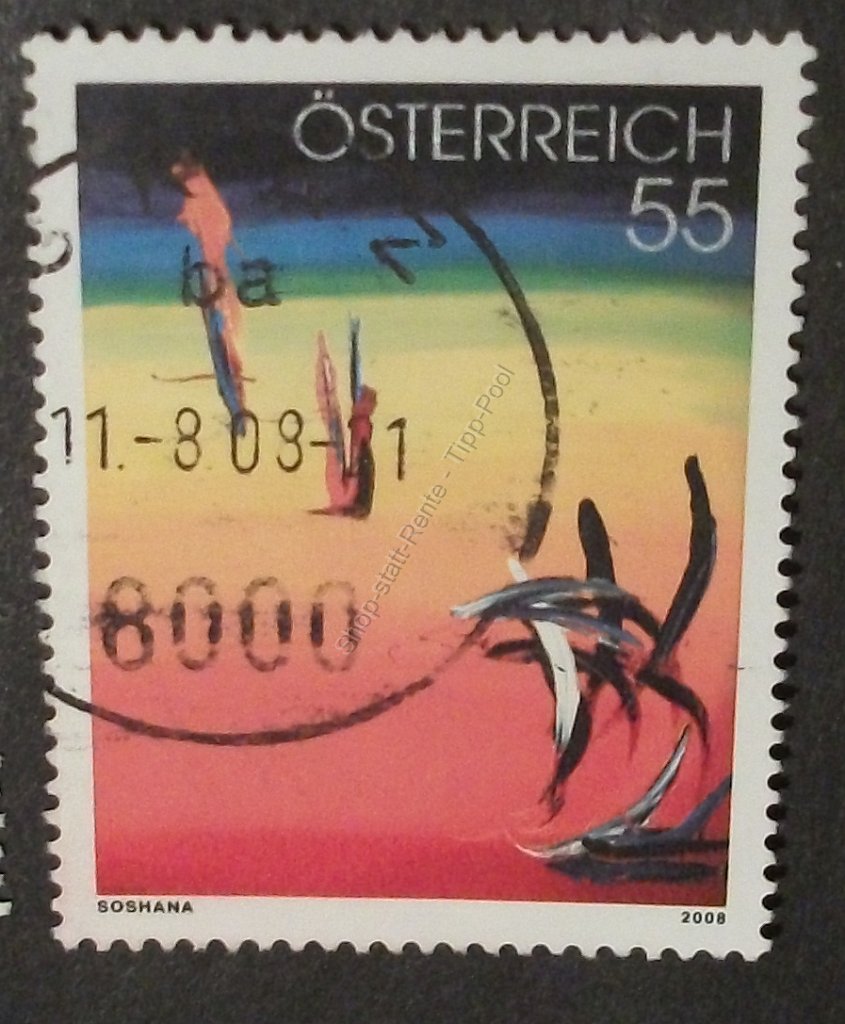 ÖSTERREICH
55
ba
11.-8.08-11
8000
Shop-statt-Rente - Tipp-Pool
SOSHANA
2008